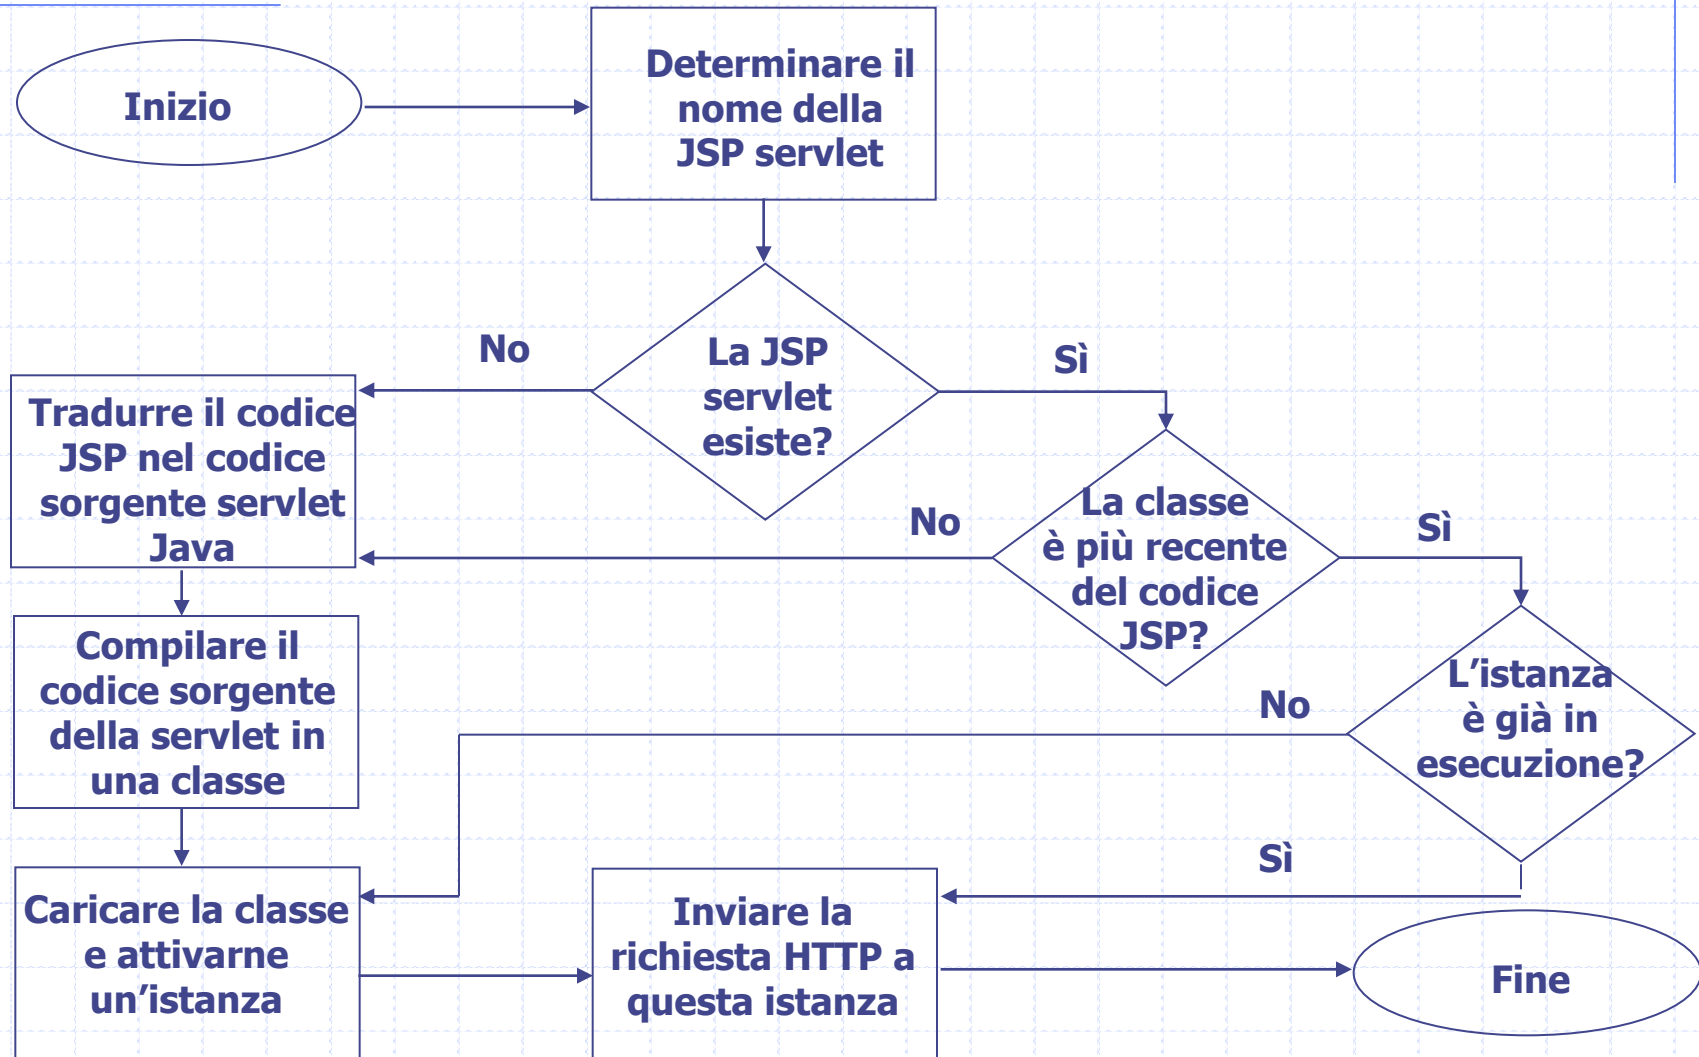 Inizio
Determinare il
nome della
JSP servlet
No
La JSP
servlet
esiste?
Sì
Tradurre il codice
JSP nel codice
sorgente servlet
Java
No
La classe
è più recente
del codice
JSP?
Sì
Compilare il
codice sorgente
della servlet in
una classe
No
L’istanza
è già in
esecuzione?
Sì
Caricare la classe
e attivarne
un’istanza
Inviare la
richiesta HTTP a
questa istanza
Fine